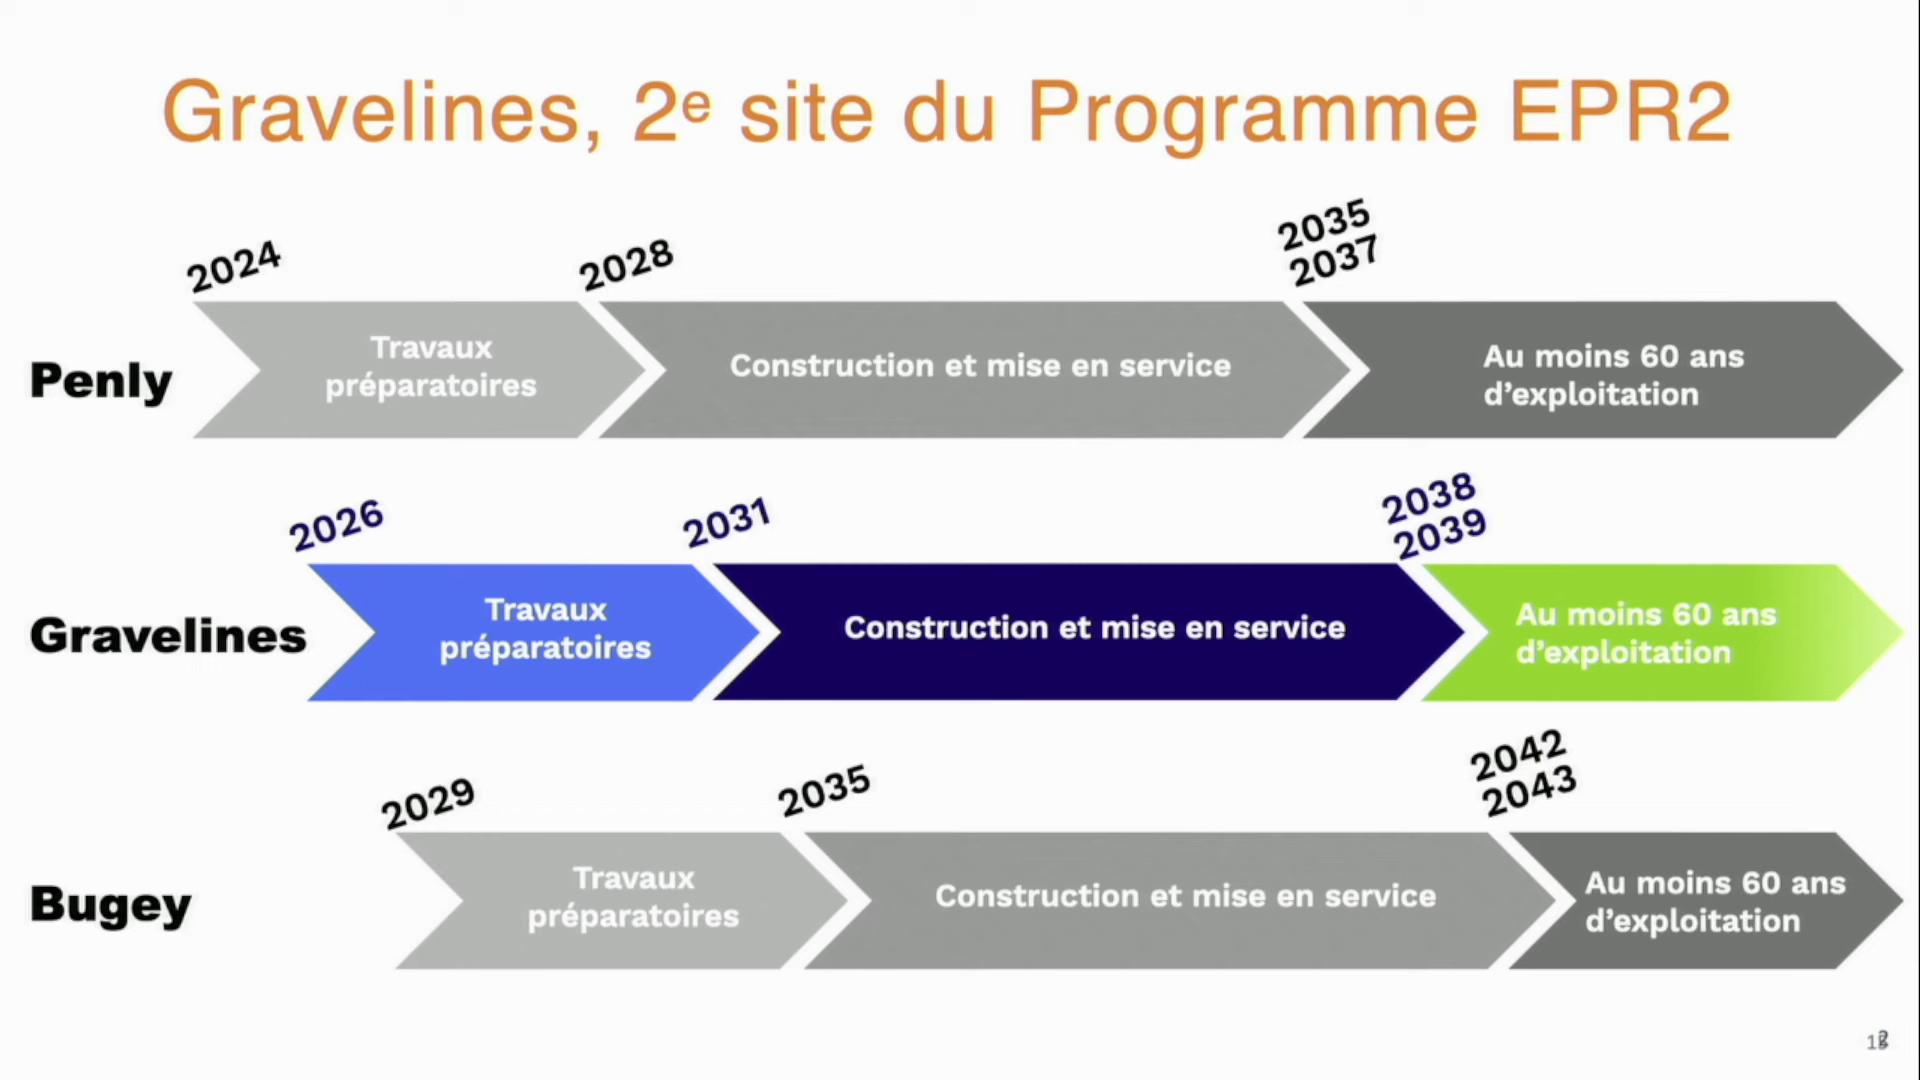 Gravelines, 2e site du Programme EPR2
2024
2028
2035
2037
Penly
Travaux
préparatoires
Construction et mise en service
Au moins 60 ans
d’exploitation
2026
2031
2038
2039
Gravelines
Travaux
préparatoires
Construction et mise en service
Au moins 60 ans
d’exploitation
2029
2035
2042
2043
Bugey
Travaux
préparatoires
Construction et mise en service
Au moins 60 ans
d’exploitation